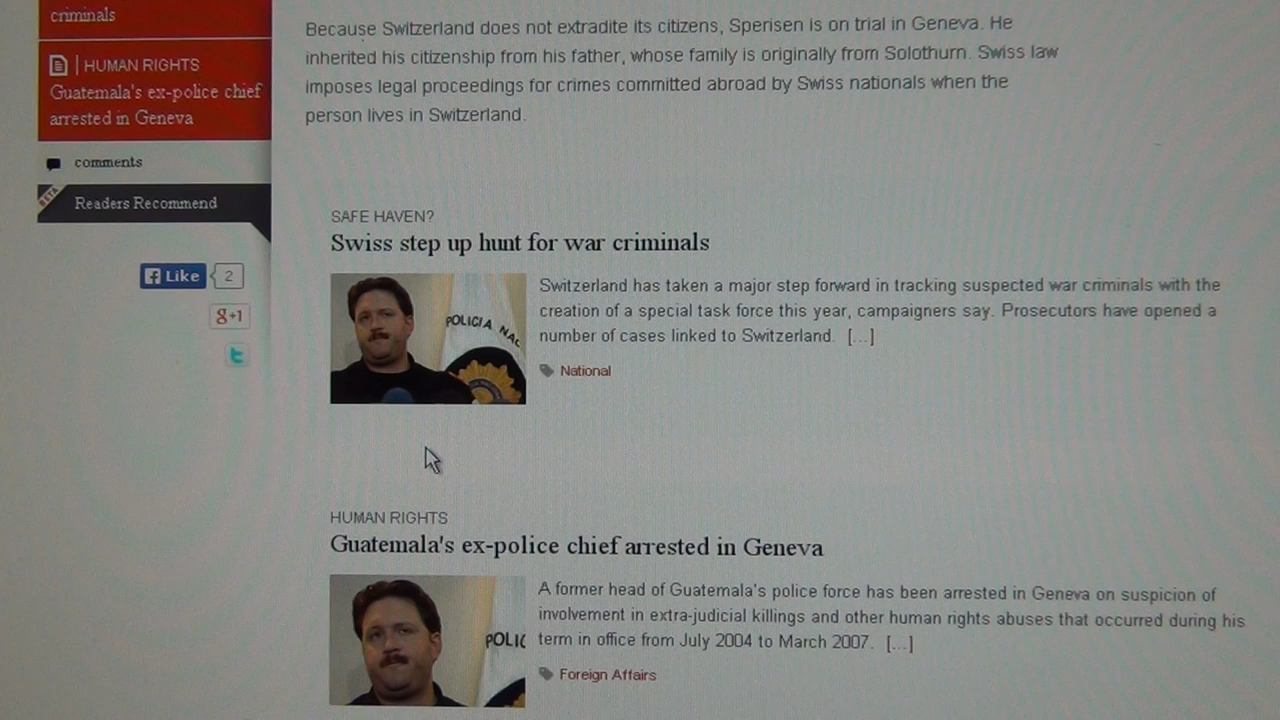 criminals
HUMAN RIGHTS
Guatemala's ex-police chief
arrested in Geneva
comments
BETA
Readers Recommend
Like 2
g+1
Because Switzerland does not extradite its citizens, Sperisen is on trial in Geneva. He
inherited his citizenship from his father, whose family is originally from Solothurn. Swiss law
imposes legal proceedings for crimes committed abroad by Swiss nationals when the
person lives in Switzerland.
SAFE HAVEN?
Swiss step up hunt for war criminals
POLICIA NAC
Switzerland has taken a major step forward in tracking suspected war criminals with the
creation of a special task force this year, campaigners say. Prosecutors have opened a
number of cases linked to Switzerland. [...]
National
HUMAN RIGHTS
Guatemala's ex-police chief arrested in Geneva
POLIC
A former head of Guatemala's police force has been arrested in Geneva on suspicion of
involvement in extra-judicial killings and other human rights abuses that occurred during his
term in office from July 2004 to March 2007. [...]
Foreign Affairs